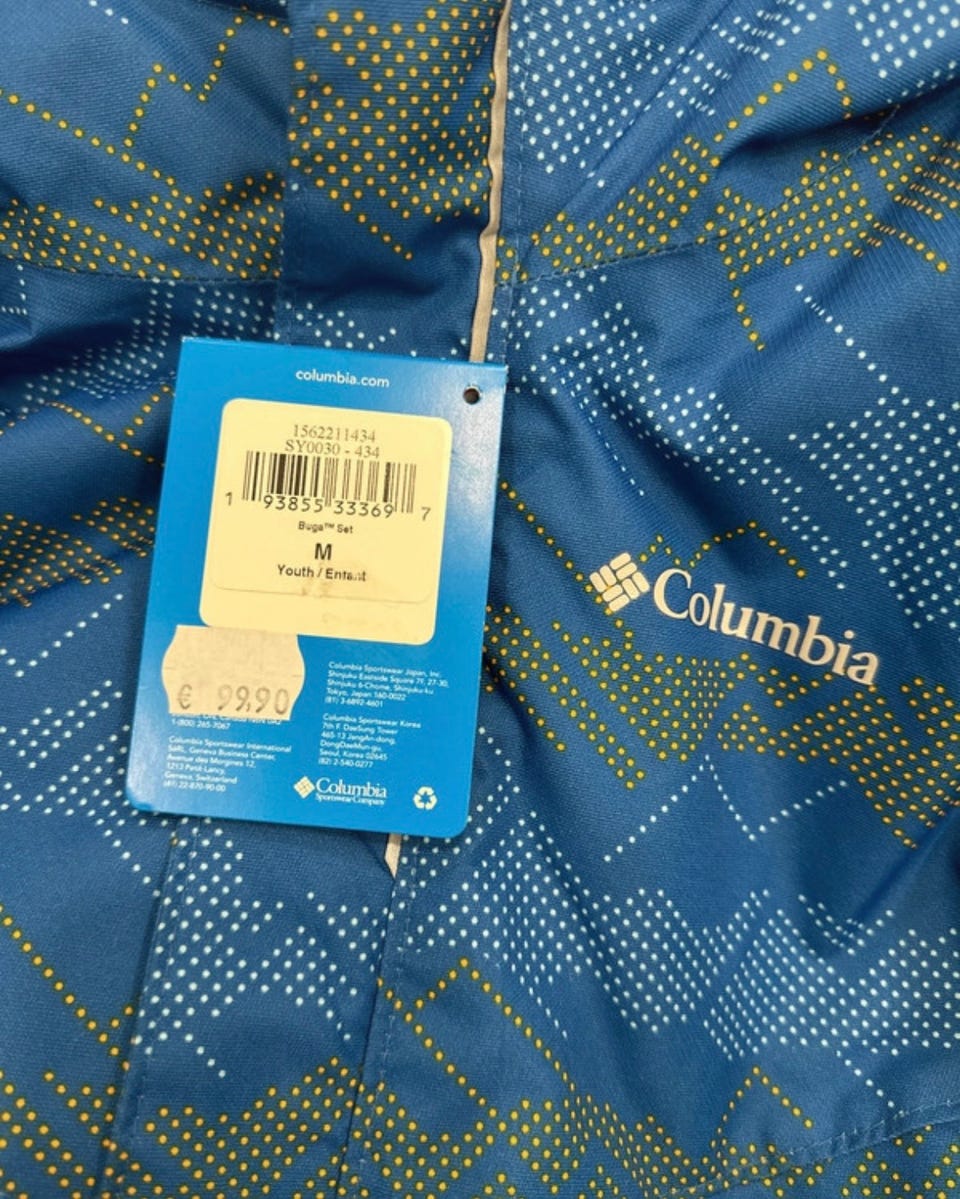 columbia.com
1562211434
SY0030 - 434
1 93855 33369 7
Buga™ Set
M
Youth / Enfant
€ 99,90
1-(800) 265-7067
Columbia Sportswear International
SaRL, Geneva Business Center,
Avenue des Morgines 12,
1213 Petit-Lancy,
Geneva, Switzerland
(41) 22-870-90-00
Columbia Sportswear Japan, Inc.
Shinjuku Eastside Square 7F, 27-30,
Shinjuku 6-Chome, Shinjuku-ku
Tokyo, Japan 160-0022
(81) 3-6892-4601
Columbia Sportswear Korea
7th F. DaeSung Tower
465-13 JangAn-dong,
DongDaeMun-gu,
Seoul, Korea 02645
(82) 2-540-0277
Columbia
Sportswear Company
Columbia